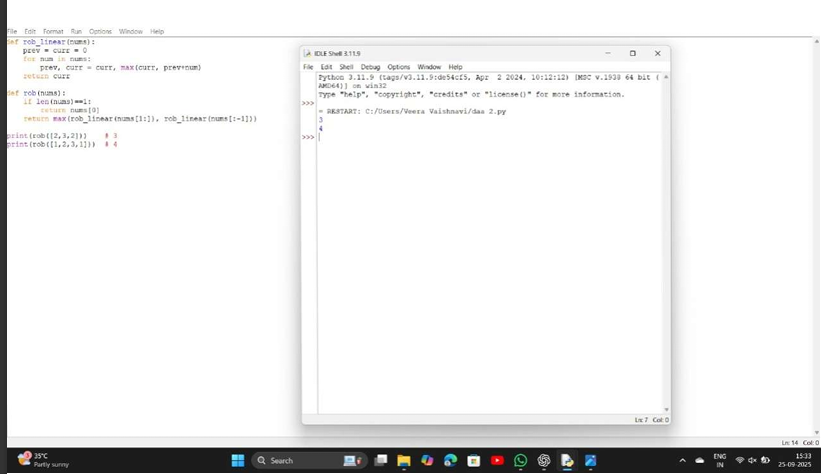 File Edit Format Run Options Window Help
def rob_linear(nums):
prev = curr = 0
for num in nums:
prev, curr = curr, max(curr, prev+num)
return curr
def rob(nums):
if len(nums)==1:
return nums[0]
return max(rob_linear(nums[1:]), rob_linear(nums[:-1]))
print(rob([2,3,2])) # 3
print(rob([1,2,3,1])) # 4
IDLE Shell 3.11.9
File Edit Shell Debug Options Window Help
Python 3.11.9 (tags/v3.11.9:de54cf5, Apr 2 2024, 10:12:12) [MSC v.1938 64 bit (
AMD64)] on win32
Type "help", "copyright", "credits" or "license()" for more information.
>>>
= RESTART: C:/Users/Veera Vaishnavi/daa 2.py
3
4
>>>
Ln: 7 Col: 0
Ln: 14 Col: 0
35°C
Partly sunny
Search
ENG
IN
15:33
25-09-2025